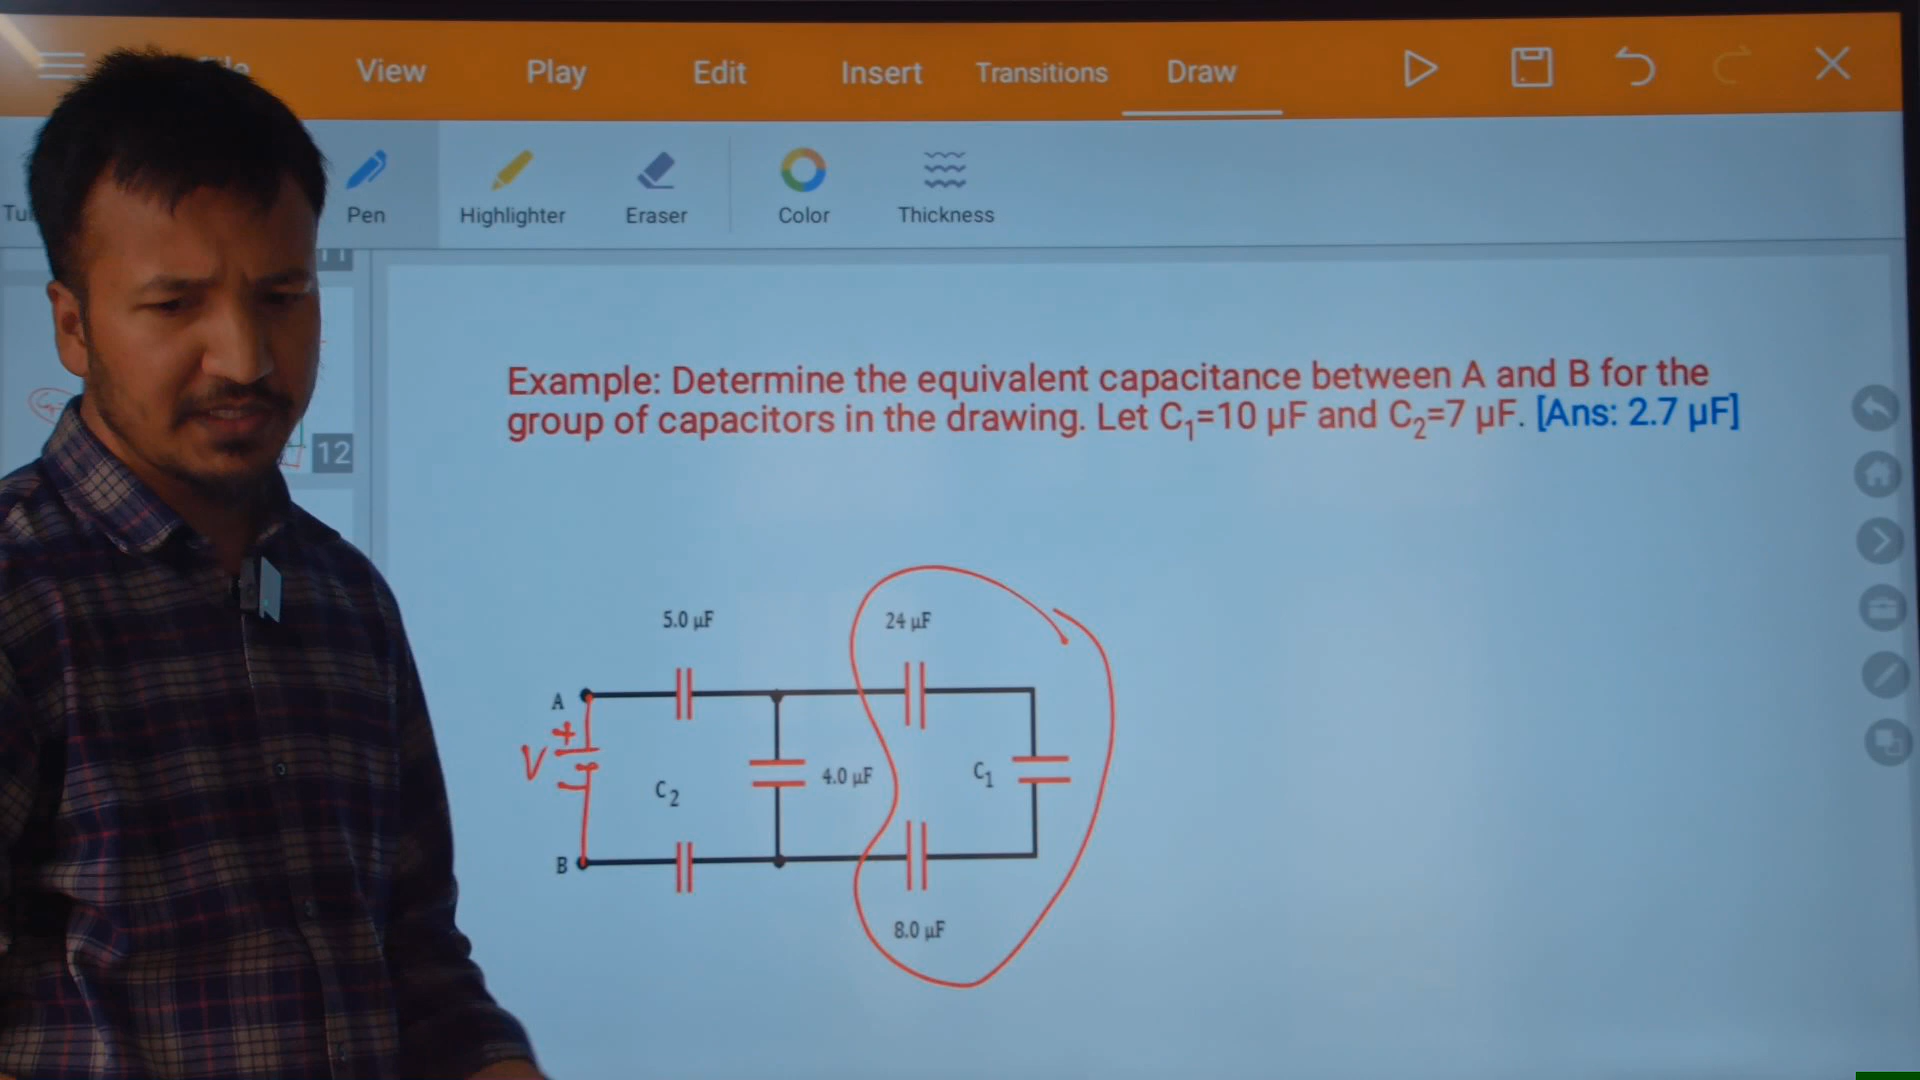 View Play Edit Insert Transitions Draw
Pen Highlighter Eraser Color Thickness
11
12
Example: Determine the equivalent capacitance between A and B for the
group of capacitors in the drawing. Let C₁=10 µF and C₂=7 µF. [Ans: 2.7 µF]
5.0 µF 24 µF
A
+
V
C₂ 4.0 µF C₁
B
8.0 µF